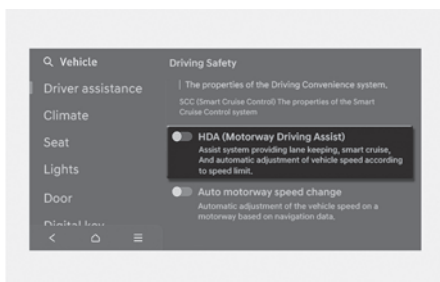 Vehicle
Driver assistance
Climate
Seat
Lights
Door
Digital key
Driving Safety
The properties of the Driving Convenience system.
SCC (Smart Cruise Control) The properties of the Smart
Cruise Control system
HDA (Motorway Driving Assist)
Assist system providing lane keeping, smart cruise,
And automatic adjustment of vehicle speed according
to speed limit.
Auto motorway speed change
Automatic adjustment of the vehicle speed on a
motorway based on navigation data.